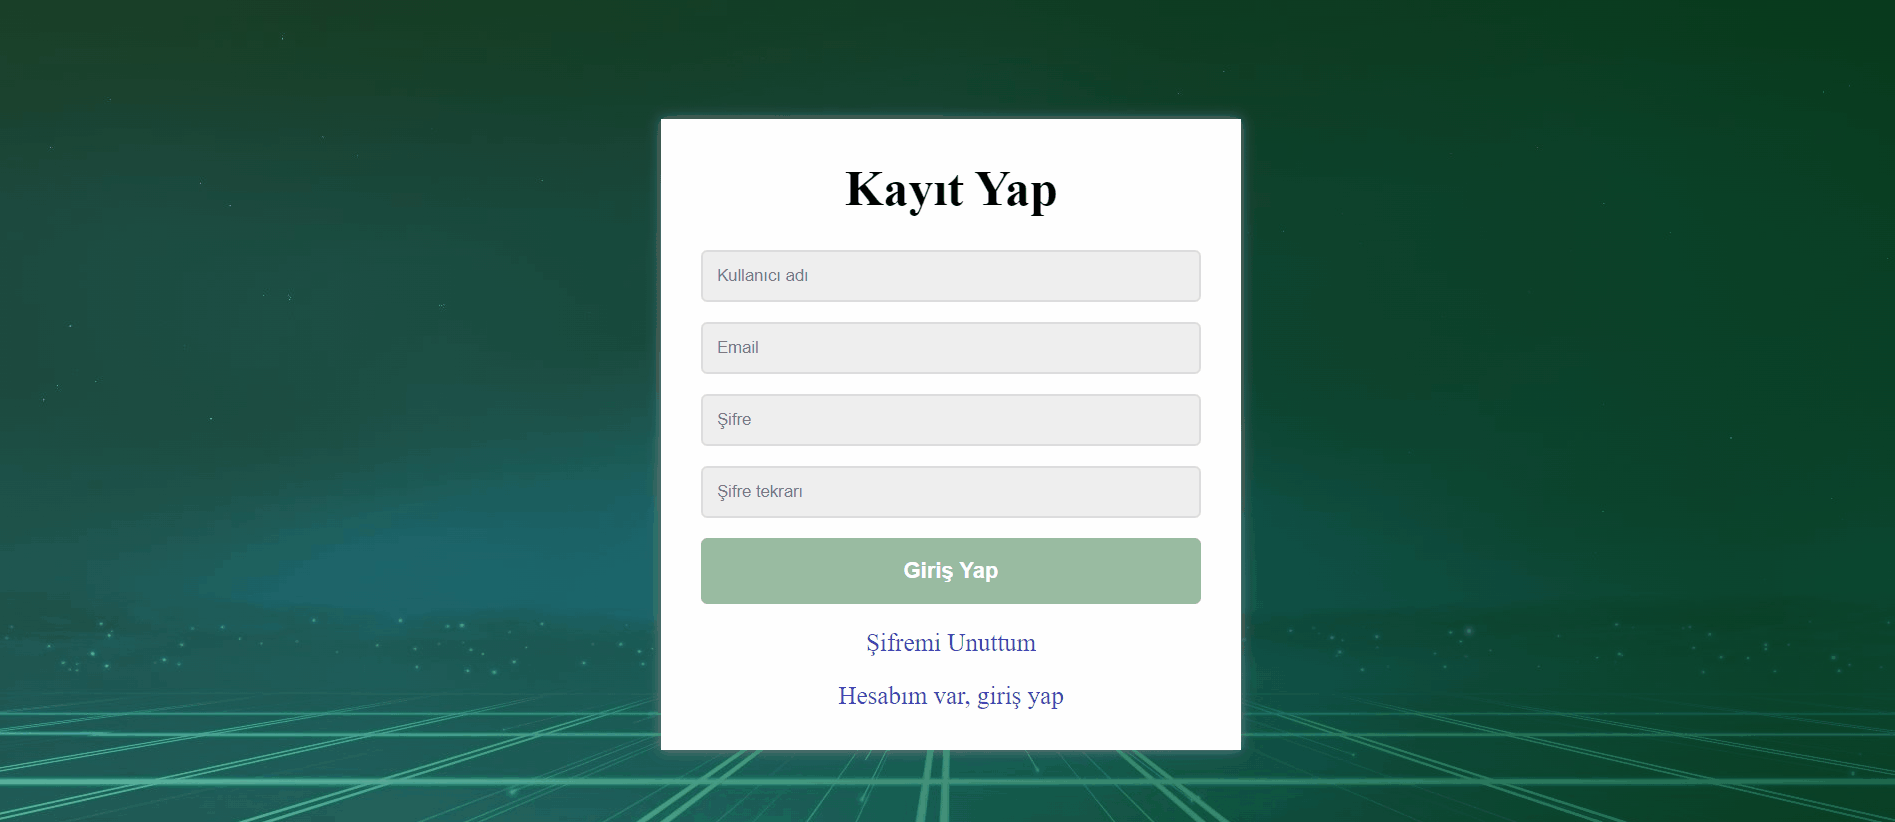 Kayıt Yap
Kullanıcı adı
Email
Şifre
Şifre tekrarı
Giriş Yap
Şifremi Unuttum
Hesabım var, giriş yap